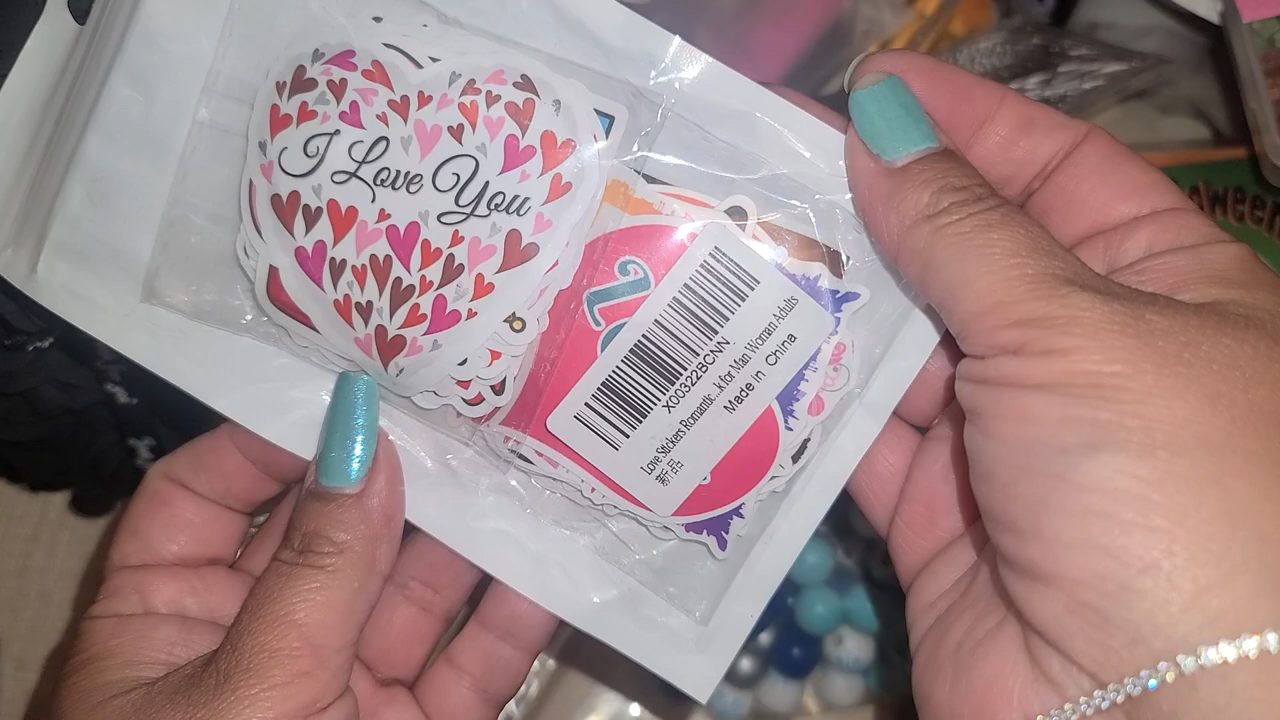 I Love You
X00322BCNN
Love Stickers Romantic...k for Man Woman Adults
新品
Made in China